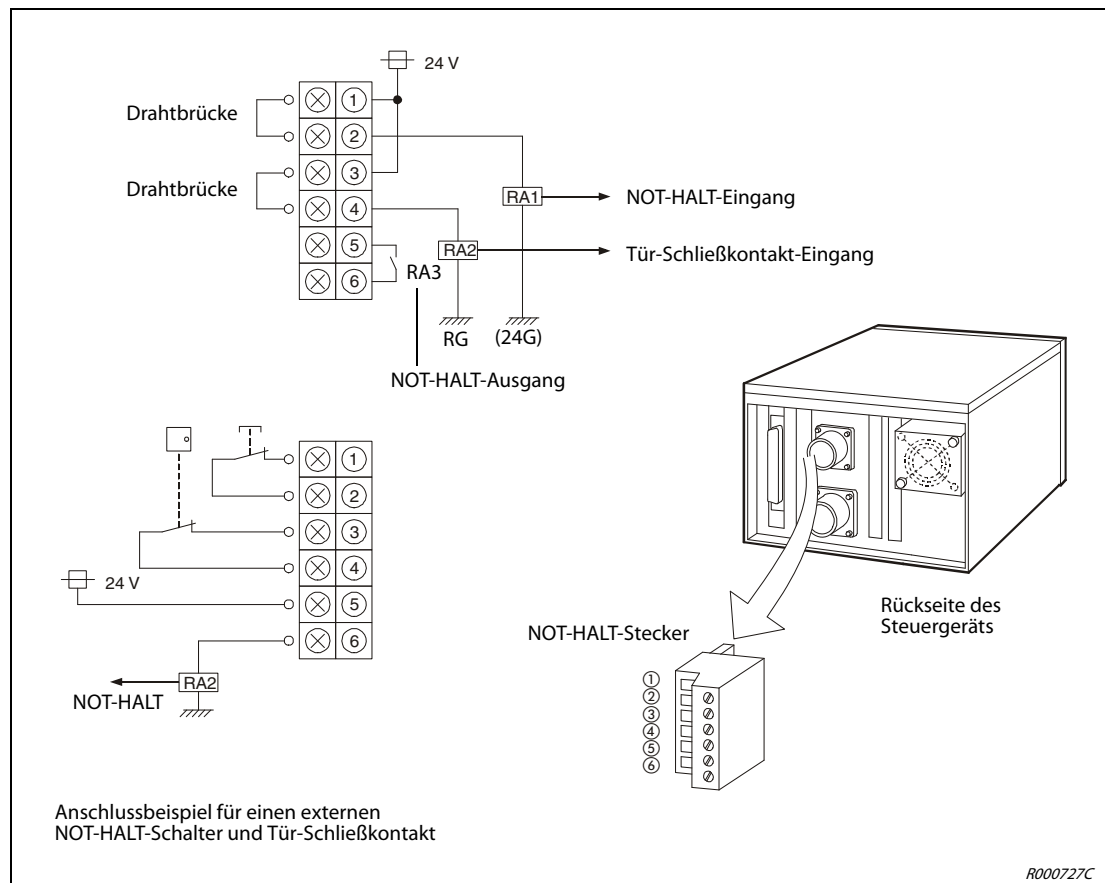 24 V
Drahtbrücke
①
②
Drahtbrücke
③
④
⑤
⑥
RA1
NOT-HALT-Eingang
RA2
Tür-Schließkontakt-Eingang
RA3
RG
(24G)
NOT-HALT-Ausgang
①
②
③
④
24 V
⑤
⑥
RA2
NOT-HALT
Rückseite des
Steuergeräts
NOT-HALT-Stecker
①
②
③
④
⑤
⑥
Anschlussbeispiel für einen externen
NOT-HALT-Schalter und Tür-Schließkontakt
R000727C